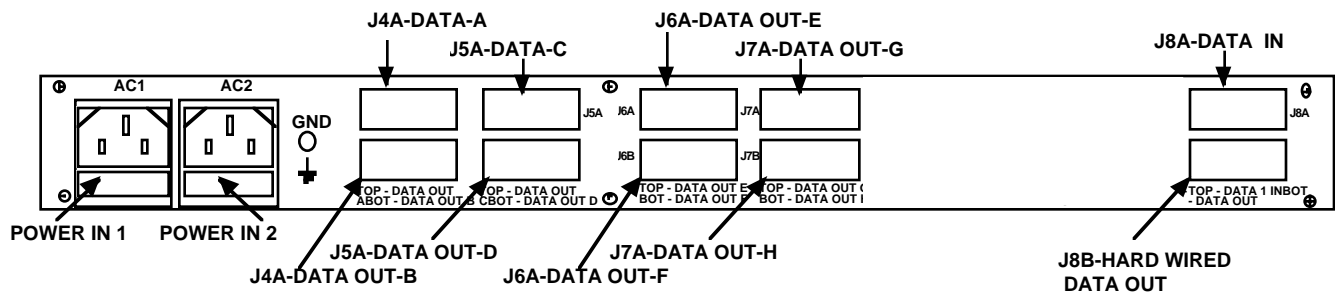 J4A-DATA-A
J6A-DATA OUT-E
J5A-DATA-C
J7A-DATA OUT-G
J8A-DATA IN
AC1
AC2
GND
J5A
J6A
J7A
J8A
J6B
J7B
TOP - DATA OUT
ABOT - DATA OUT B
TOP - DATA OUT
CBOT - DATA OUT D
TOP - DATA OUT E
BOT - DATA OUT
TOP - DATA OUT
BOT - DATA OUT
TOP - DATA 1 INBOT
- DATA OUT
POWER IN 1
POWER IN 2
J5A-DATA OUT-D
J4A-DATA OUT-B
J7A-DATA OUT-H
J6A-DATA OUT-F
J8B-HARD WIRED
DATA OUT